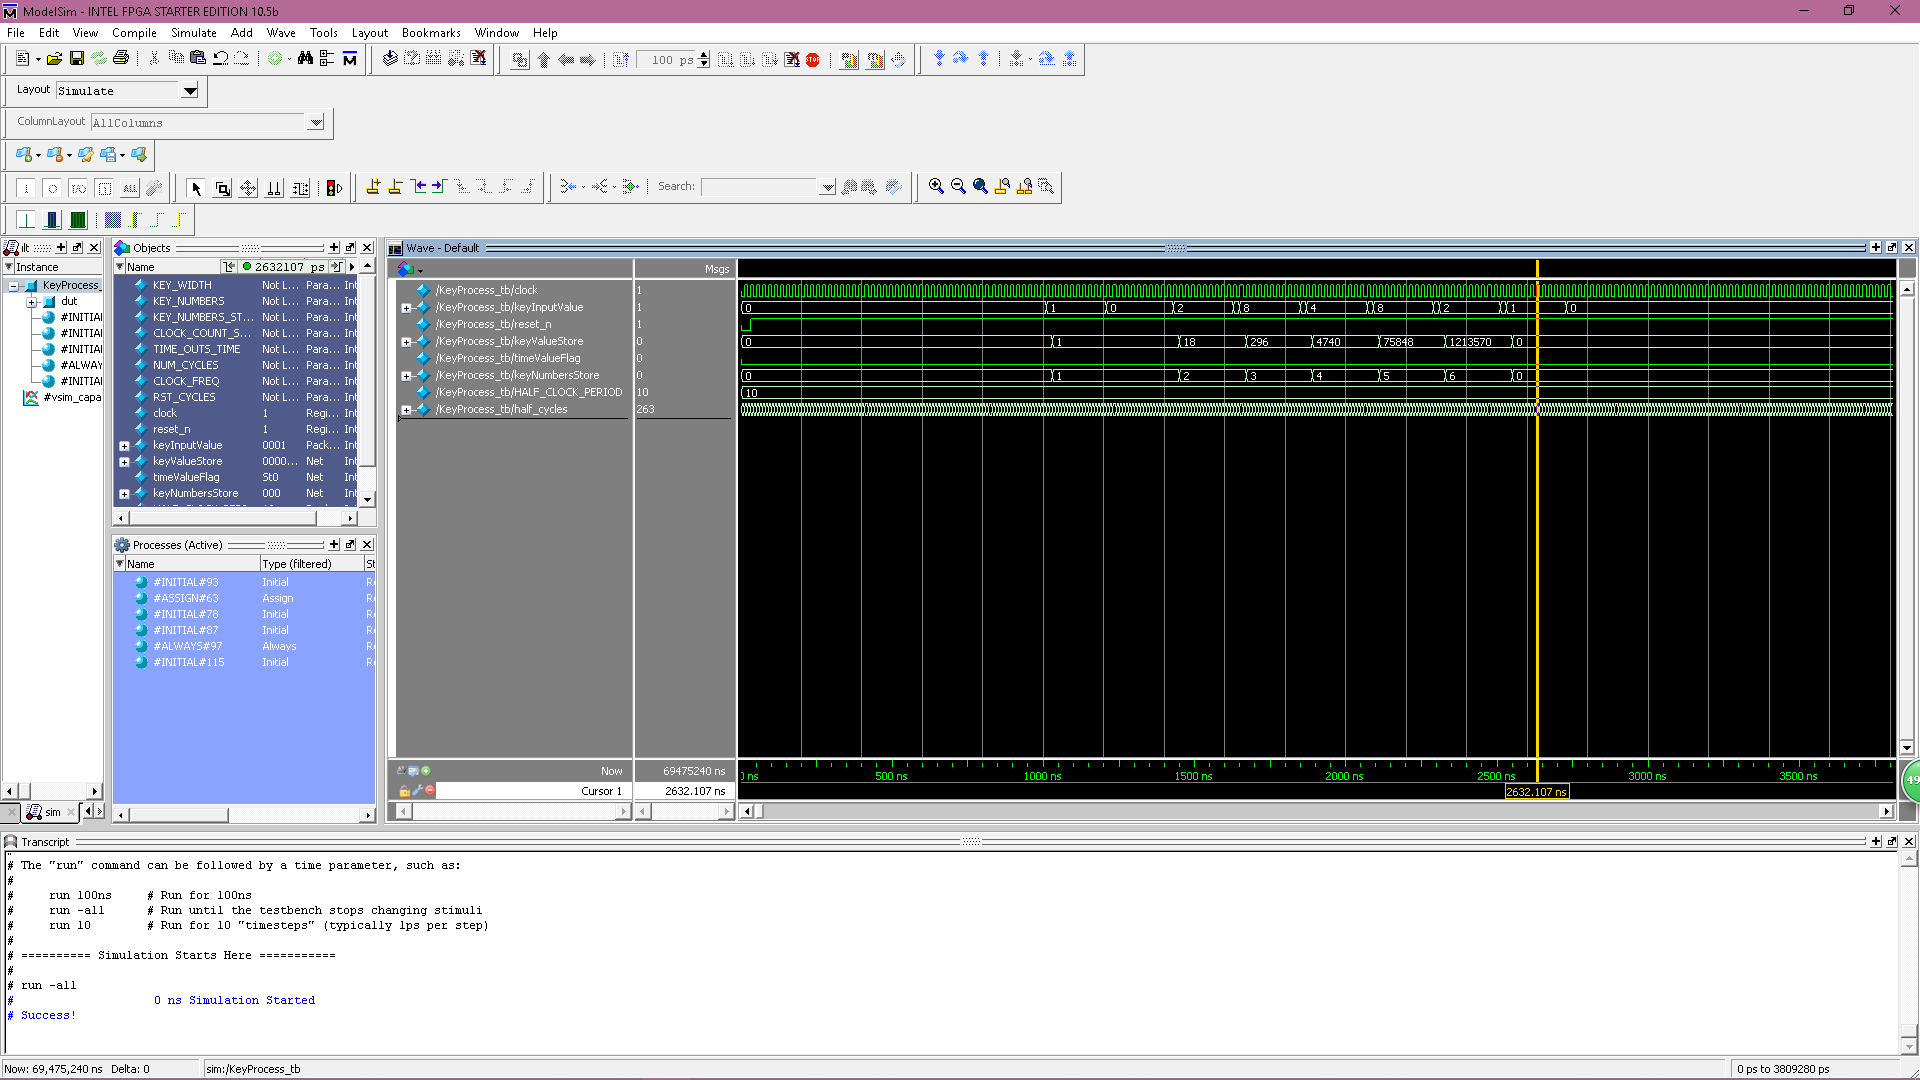 ModelSim - INTEL FPGA STARTER EDITION 10.5b
File Edit View Compile Simulate Add Wave Tools Layout Bookmarks Window Help
100 ps
STOP
Layout Simulate
ColumnLayout AllColumns
Search:
Objects
Wave - Default
Instance
Name
2632107 ps
Msgs
KeyProcess_
dut
#INITIA
#INITIA
#INITIA
#ALWAY
#INITIA
#vsim_capa
KEY_WIDTH Not L... Para... Int
KEY_NUMBERS Not L... Para... Int
KEY_NUMBERS_ST... Not L... Para... Int
CLOCK_COUNT_S... Not L... Para... Int
TIME_OUTS_TIME Not L... Para... Int
NUM_CYCLES Not L... Para... Int
CLOCK_FREQ Not L... Para... Int
RST_CYCLES Not L... Para... Int
clock 1 Regi... Int
reset_n 1 Regi... Int
keyInputValue 0001 Pack... Int
keyValueStore 0000... Net Int
timeValueFlag St0 Net Int
keyNumbersStore 000 Net Int
/KeyProcess_tb/clock 1
/KeyProcess_tb/keyInputValue 1 0 1 0 2 8 4 8 2 1 0
/KeyProcess_tb/reset_n 1
/KeyProcess_tb/keyValueStore 0 0 1 18 296 4740 75848 1213570 0
/KeyProcess_tb/timeValueFlag 0
/KeyProcess_tb/keyNumbersStore 0 0 1 2 3 4 5 6 0
/KeyProcess_tb/HALF_CLOCK_PERIOD 10 10
/KeyProcess_tb/half_cycles 263
Processes (Active)
Name Type (filtered) St
#INITIAL#93 Initial
#ASSIGN#63 Assign
#INITIAL#78 Initial
#INITIAL#87 Initial
#ALWAYS#97 Always
#INITIAL#115 Initial
Now 69475240 ns
500 ns 1000 ns 1500 ns 2000 ns 2500 ns 3000 ns 3500 ns
Cursor 1 2632.107 ns
2632.107 ns
49
sim
Transcript
# The "run" command can be followed by a time parameter, such as:
#
# run 100ns # Run for 100ns
# run -all # Run until the testbench stops changing stimuli
# run 10 # Run for 10 "timesteps" (typically 1ps per step)
#
# ========== Simulation Starts Here ===========
#
# run -all
# 0 ns Simulation Started
# Success!
Now: 69,475,240 ns Delta: 0
sim:/KeyProcess_tb
0 ps to 3809280 ps